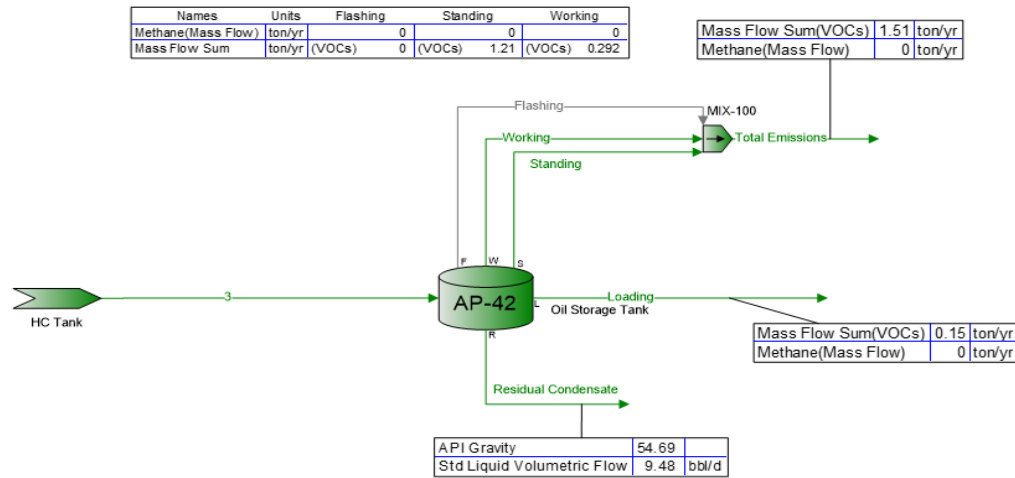 Names Units Flashing Standing Working
Methane(Mass Flow) ton/yr 0 0 0
Mass Flow Sum ton/yr (VOCs) 0 (VOCs) 1.21 (VOCs) 0.292
Mass Flow Sum(VOCs) 1.51 ton/yr
Methane(Mass Flow) 0 ton/yr
Flashing
MIX-100
Working
Total Emissions
Standing
F W S
AP-42
3
HC Tank
L
Loading
Oil Storage Tank
R
Mass Flow Sum(VOCs) 0.15 ton/yr
Methane(Mass Flow) 0 ton/yr
Residual Condensate
API Gravity 54.69
Std Liquid Volumetric Flow 9.48 bbl/d